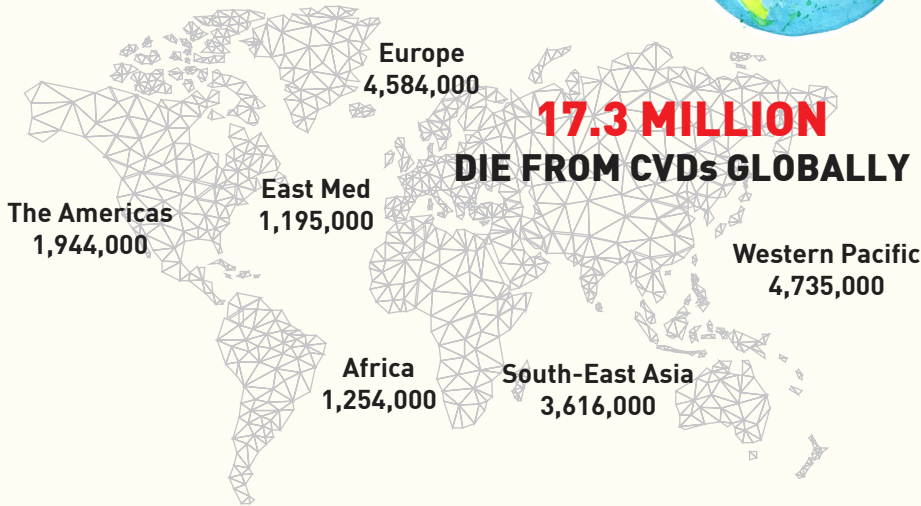 Europe
4,584,000
17.3 MILLION
DIE FROM CVDs GLOBALLY
East Med
1,195,000
The Americas
1,944,000
Western Pacific
4,735,000
Africa
1,254,000
South-East Asia
3,616,000